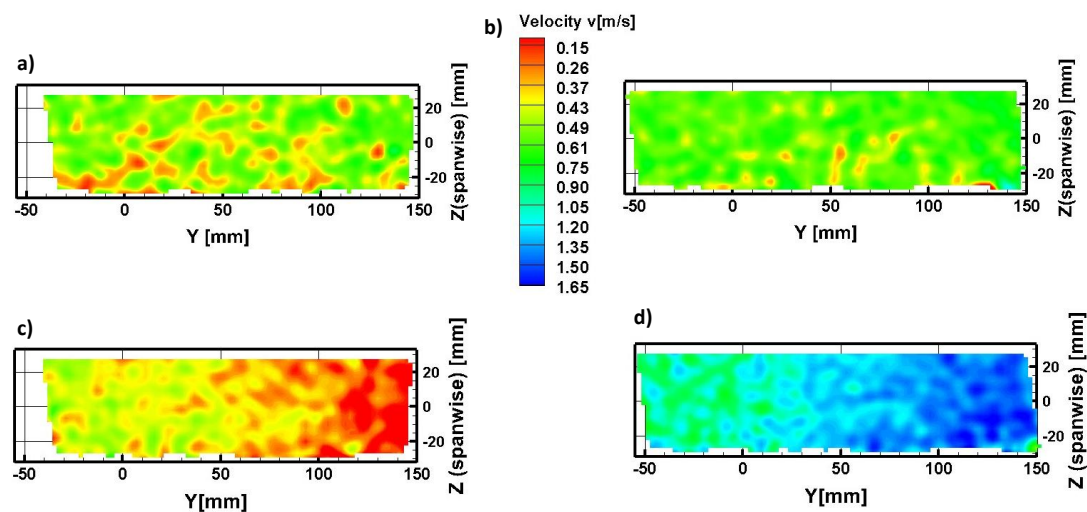 a)
20
0
-20
Z(spanwise) [mm]
-50 0 50 100 150
Y [mm]
b)
Velocity v[m/s]
0.15
0.26
0.37
0.43
0.49
0.61
0.75
0.90
1.05
1.20
1.35
1.50
1.65
20
0
-20
Z(spanwise) [mm]
-50 0 50 100 150
Y [mm]
c)
20
0
-20
Z (spanwise) [mm]
-50 0 50 100 150
Y[mm]
d)
20
0
-20
Z (spanwise) [mm]
-50 0 50 100 150
Y [mm]